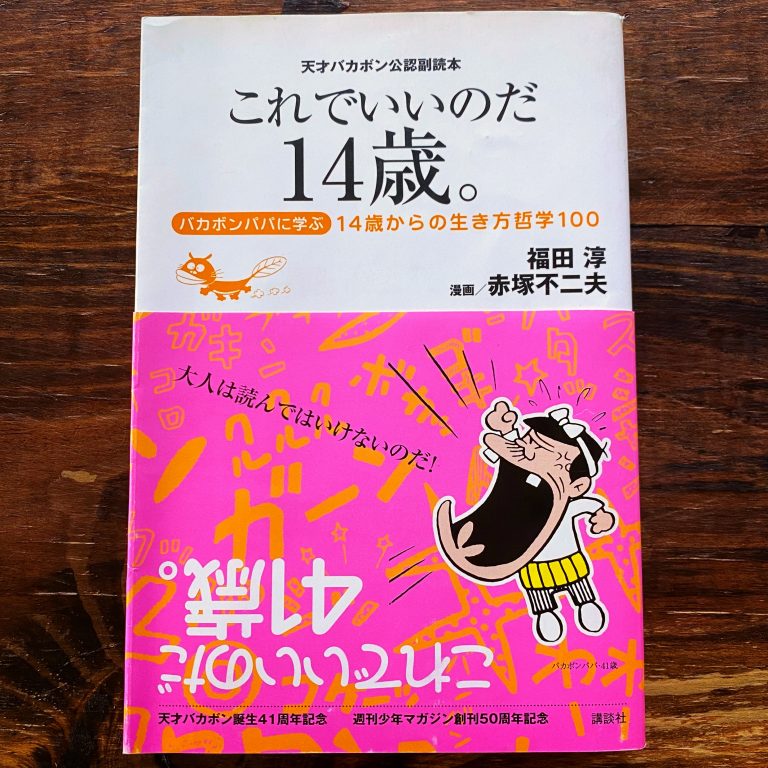 天才バカボン公認副読本
これでいいのだ
14歳。
バカボンパパに学ぶ 14歳からの生き方哲学100
福田 淳
漫画／赤塚不二夫
大人は読んではいけないのだ!
これでいいのだ
41歳。
バカボンパパ・41歳
天才バカボン誕生41周年記念 週刊少年マガジン創刊50周年記念 講談社